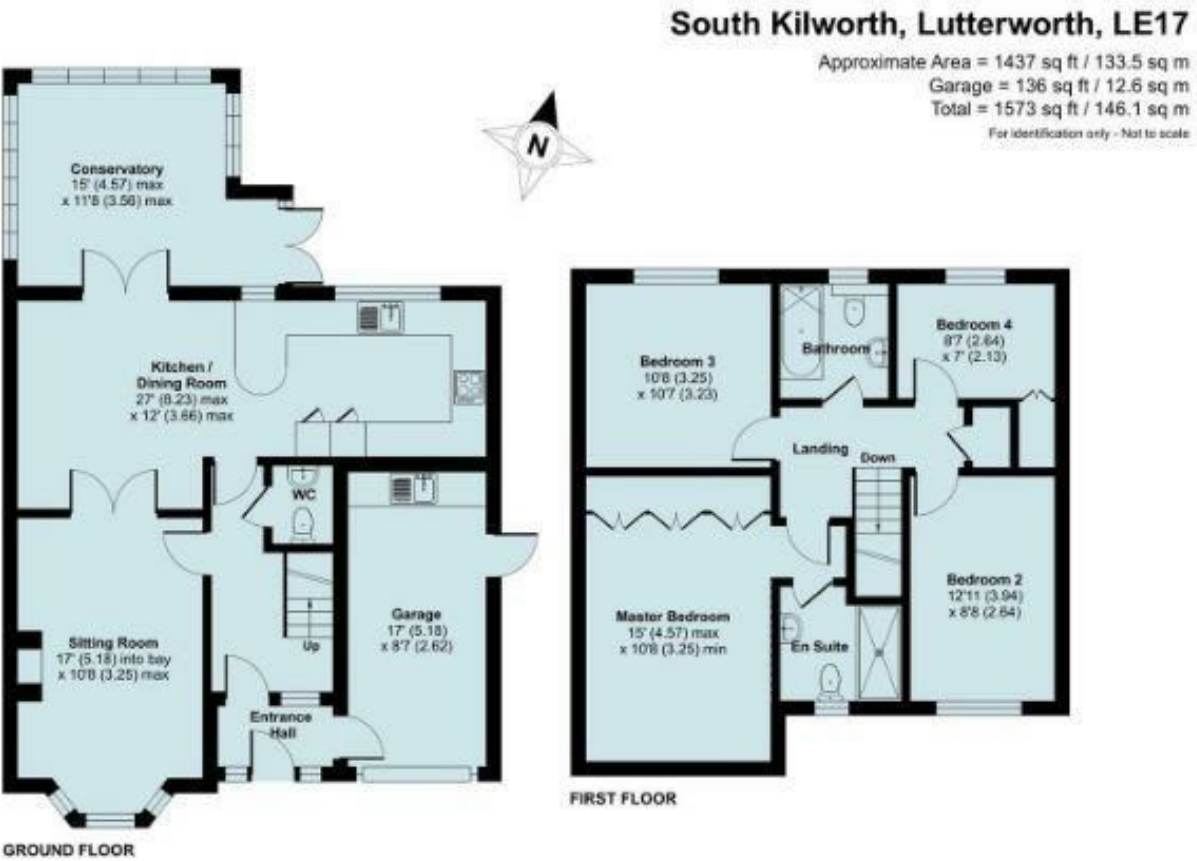 South Kilworth, Lutterworth, LE17
Approximate Area = 1437 sq ft / 133.5 sq m
Garage = 136 sq ft / 12.6 sq m
Total = 1573 sq ft / 146.1 sq m
For identification only - Not to scale
N
Conservatory
15' (4.57) max
x 11'8 (3.56) max
Kitchen /
Dining Room
27' (8.23) max
x 12' (3.66) max
WC
Garage
17' (5.18)
x 8'7 (2.62)
Sitting Room
17' (5.18) into bay
x 10'8 (3.25) max
Up
Entrance
Hall
GROUND FLOOR
Bedroom 3
10'8 (3.25)
x 10'7 (3.23)
Bathroom
Bedroom 4
8'7 (2.64)
x 7' (2.13)
Landing
Down
Master Bedroom
15' (4.57) max
x 10'8 (3.25) min
En Suite
Bedroom 2
12'11 (3.94)
x 8'8 (2.64)
FIRST FLOOR